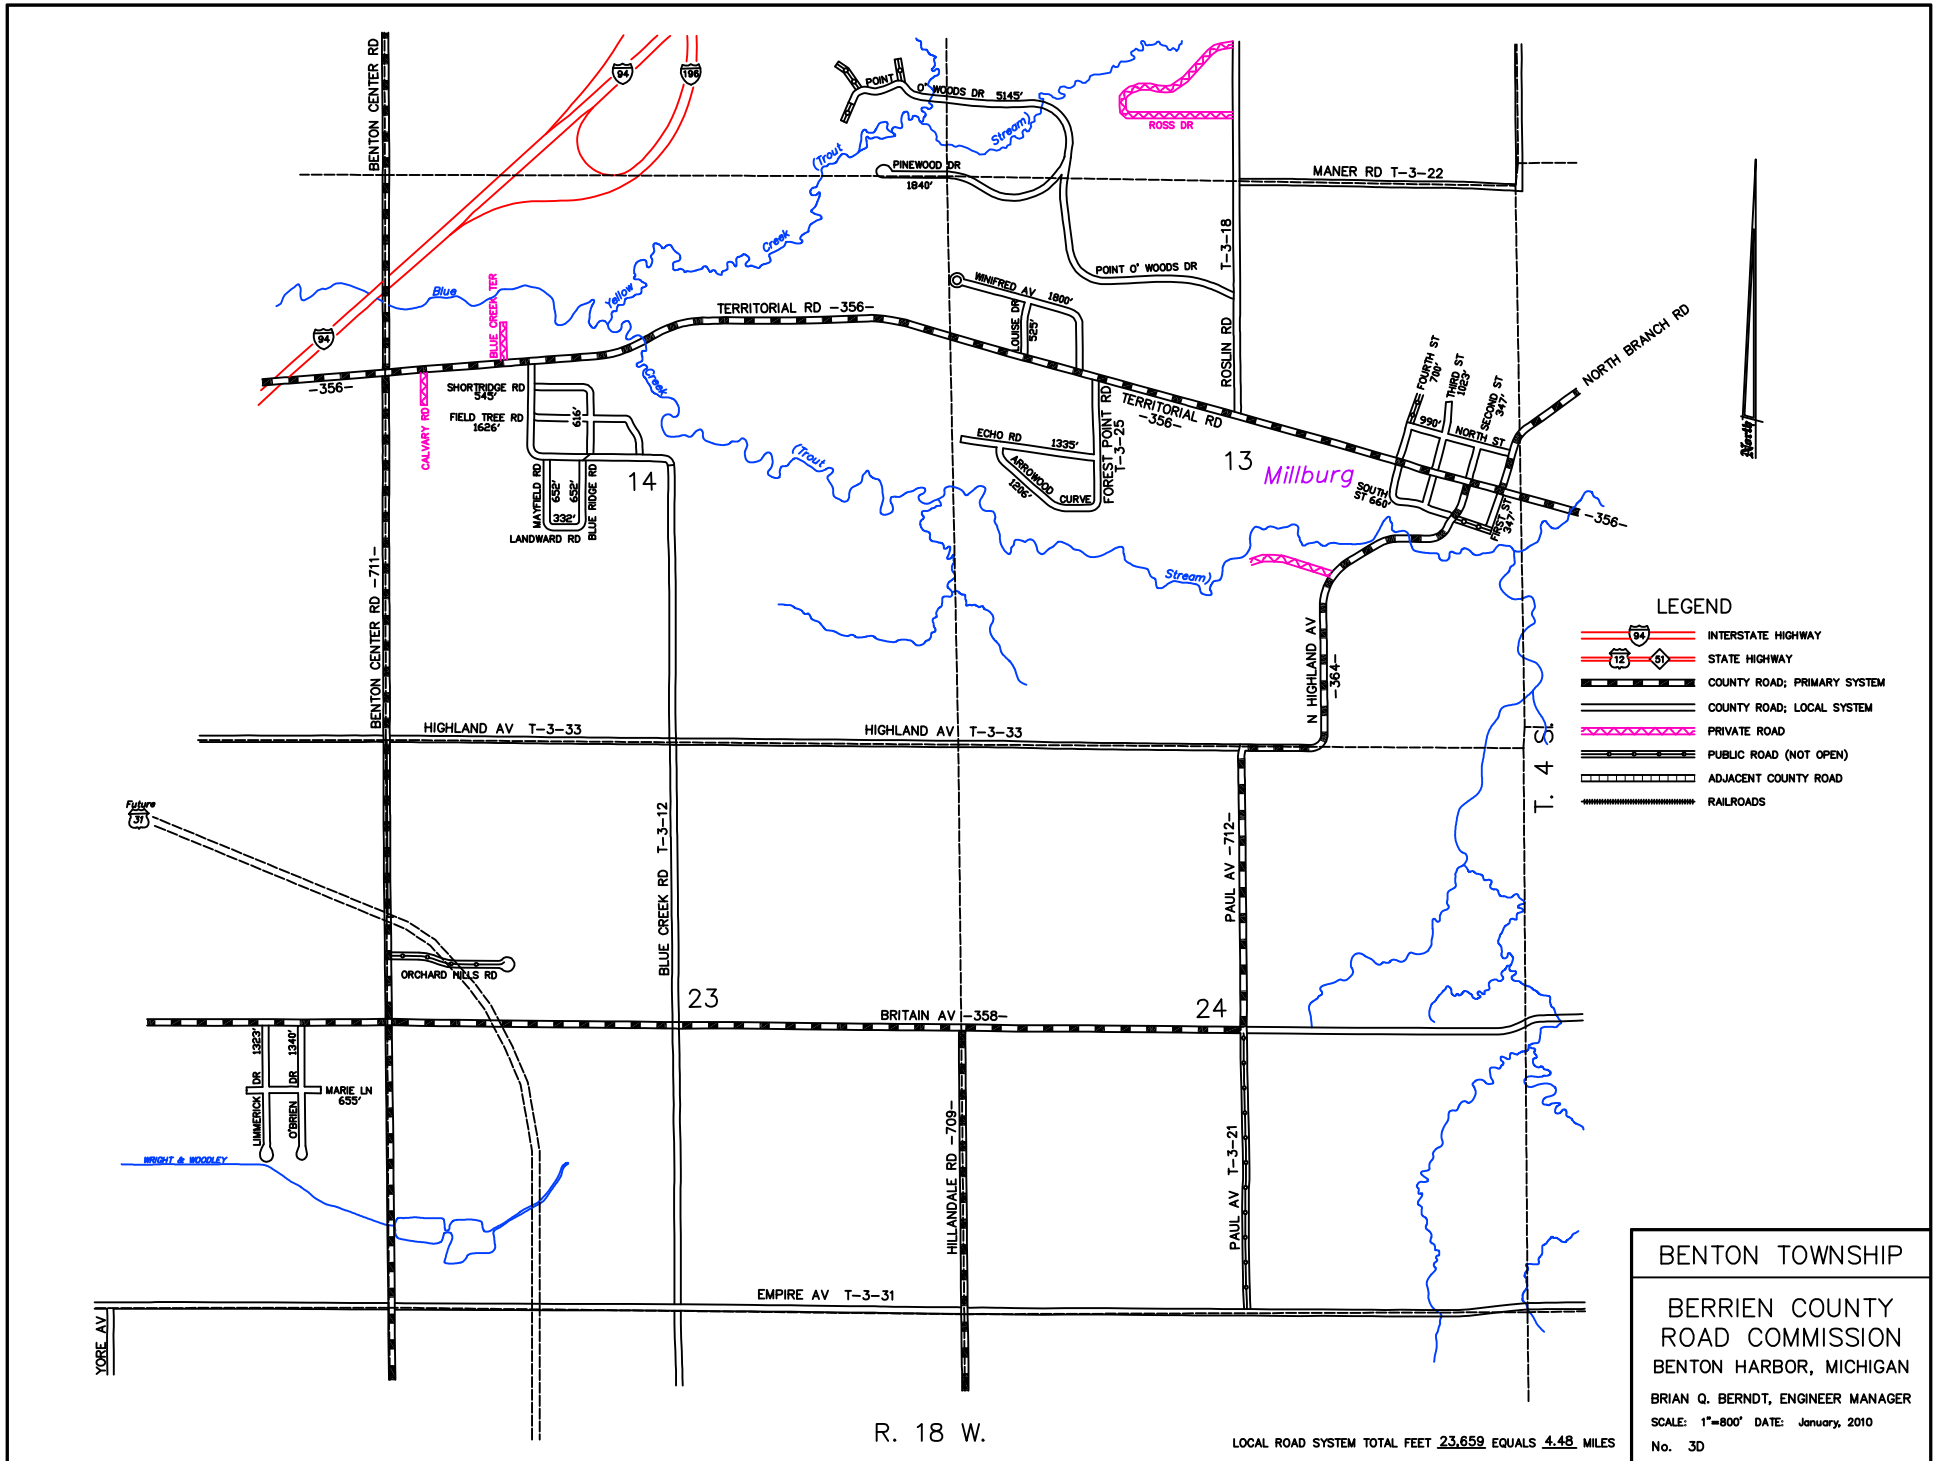 BENTON CENTER RD
94
196
POINT O' WOODS DR 5145'
ROSS DR
(Trout
Stream)
PINEWOOD DR
1840'
MANER RD T-3-22
T-3-18
Creek
POINT O' WOODS DR
Blue
BLUE CREEK TER
Yellow
WINIFRED AV 1800'
LOUISE DR
525'
TERRITORIAL RD -356-
94
-356-
ROSLIN RD
NORTH BRANCH RD
FOURTH ST
700'
THIRD ST
1023'
SECOND ST
347'
SHORTRIDGE RD
545'
FIELD TREE RD
1626'
616'
CALVARY RD
Creek
TERRITORIAL RD
-356-
990'
NORTH ST
ECHO RD 1335'
FOREST POINT RD
T-3-25
ARROWOOD CURVE
1206'
(Trout
13
Millburg
SOUTH
ST 660'
14
MAYFIELD RD
652'
652'
BLUE RIDGE RD
332'
LANDWARD RD
FIRST ST
347'
-356-
North
Stream)
BENTON CENTER RD -711-
N HIGHLAND AV
-364-
HIGHLAND AV T-3-33
HIGHLAND AV T-3-33
LEGEND
94
INTERSTATE HIGHWAY
12
51
STATE HIGHWAY
COUNTY ROAD; PRIMARY SYSTEM
COUNTY ROAD; LOCAL SYSTEM
PRIVATE ROAD
PUBLIC ROAD (NOT OPEN)
ADJACENT COUNTY ROAD
RAILROADS
T. 4 S.
Future
31
BLUE CREEK RD T-3-12
PAUL AV -712-
ORCHARD HILLS RD
23
24
BRITAIN AV -358-
LIMMERICK DR 1323'
O'BRIEN DR 1340'
MARIE LN
655'
WRIGHT & WOODLEY
HILLANDALE RD -709-
PAUL AV T-3-21
EMPIRE AV T-3-31
YORE AV
R. 18 W.
LOCAL ROAD SYSTEM TOTAL FEET 23,659 EQUALS 4.48 MILES
BENTON TOWNSHIP
BERRIEN COUNTY
ROAD COMMISSION
BENTON HARBOR, MICHIGAN
BRIAN Q. BERNDT, ENGINEER MANAGER
SCALE: 1"=800' DATE: January, 2010
No. 3D